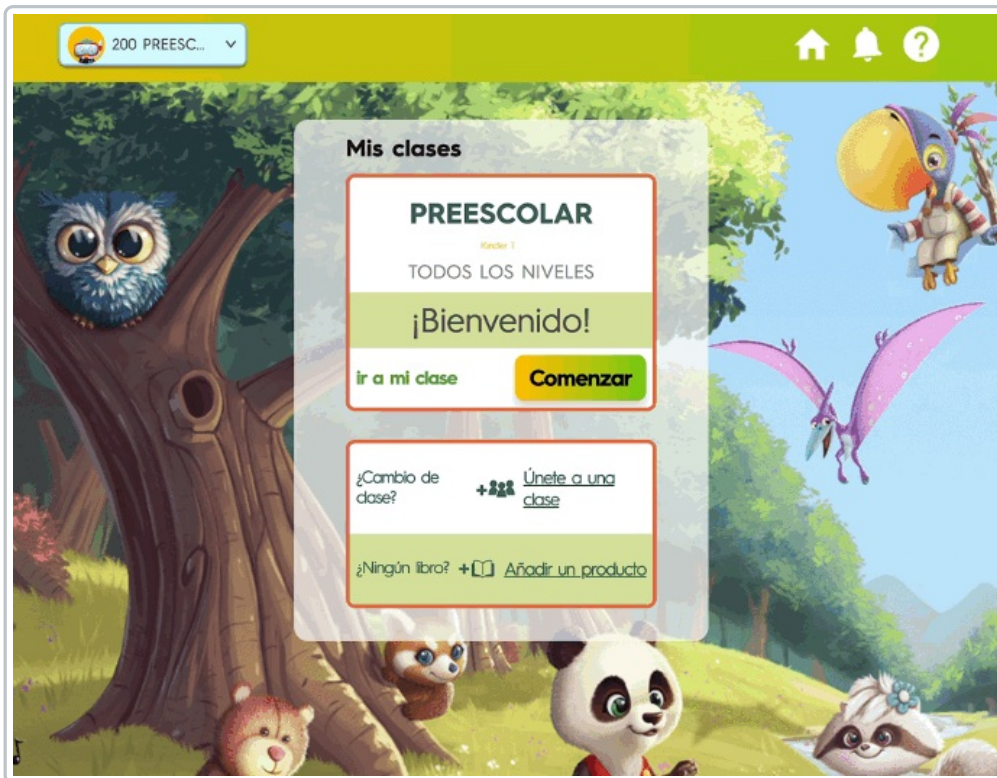 200 PREESC...
Mis clases
PREESCOLAR
Kinder 1
TODOS LOS NIVELES
¡Bienvenido!
ir a mi clase
Comenzar
¿Cambio de
clase?
Únete a una
clase
¿Ningún libro?
Añadir un producto